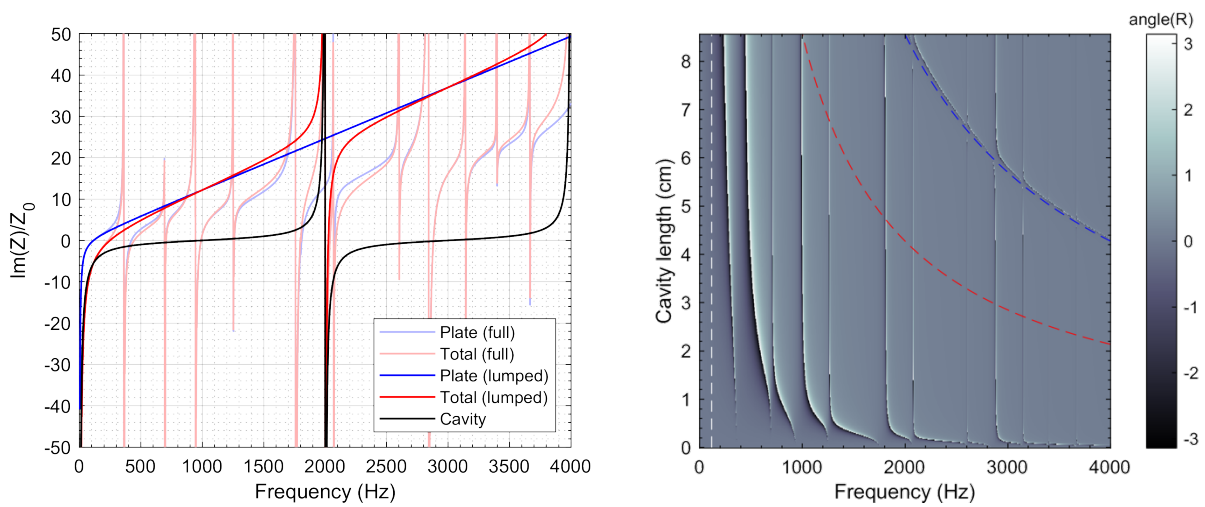 50
40
30
20
10
0
-10
-20
-30
-40
-50
Im(Z)/Z0
0 500 1000 1500 2000 2500 3000 3500 4000
Frequency (Hz)
Plate (full)
Total (full)
Plate (lumped)
Total (lumped)
Cavity
8
7
6
5
4
3
2
1
0
Cavity length (cm)
0 1000 2000 3000 4000
Frequency (Hz)
angle(R)
3
2
1
0
-1
-2
-3